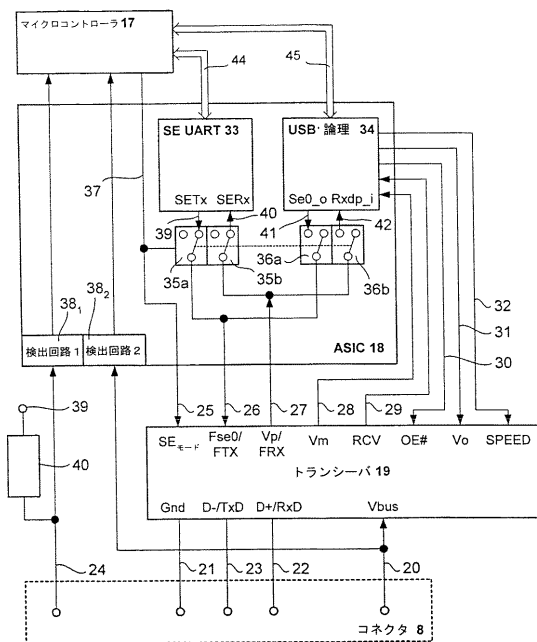 マイクロコントローラ 17
44
45
SE UART 33
USB・論理 34
37
SETx SERx
Se0_o Rxdp_i
39
40
41
42
35a
35b
36a
36b
38₁
38₂
ASIC 18
検出回路 1
検出回路 2
32
31
30
39
25
26
27
28
29
40
SEモード
Fse0/
FTX
Vp/
FRX
Vm
RCV
OE#
Vo
SPEED
トランシーバ 19
Gnd
D-/TxD
D+/RxD
Vbus
24
21
23
22
20
コネクタ 8